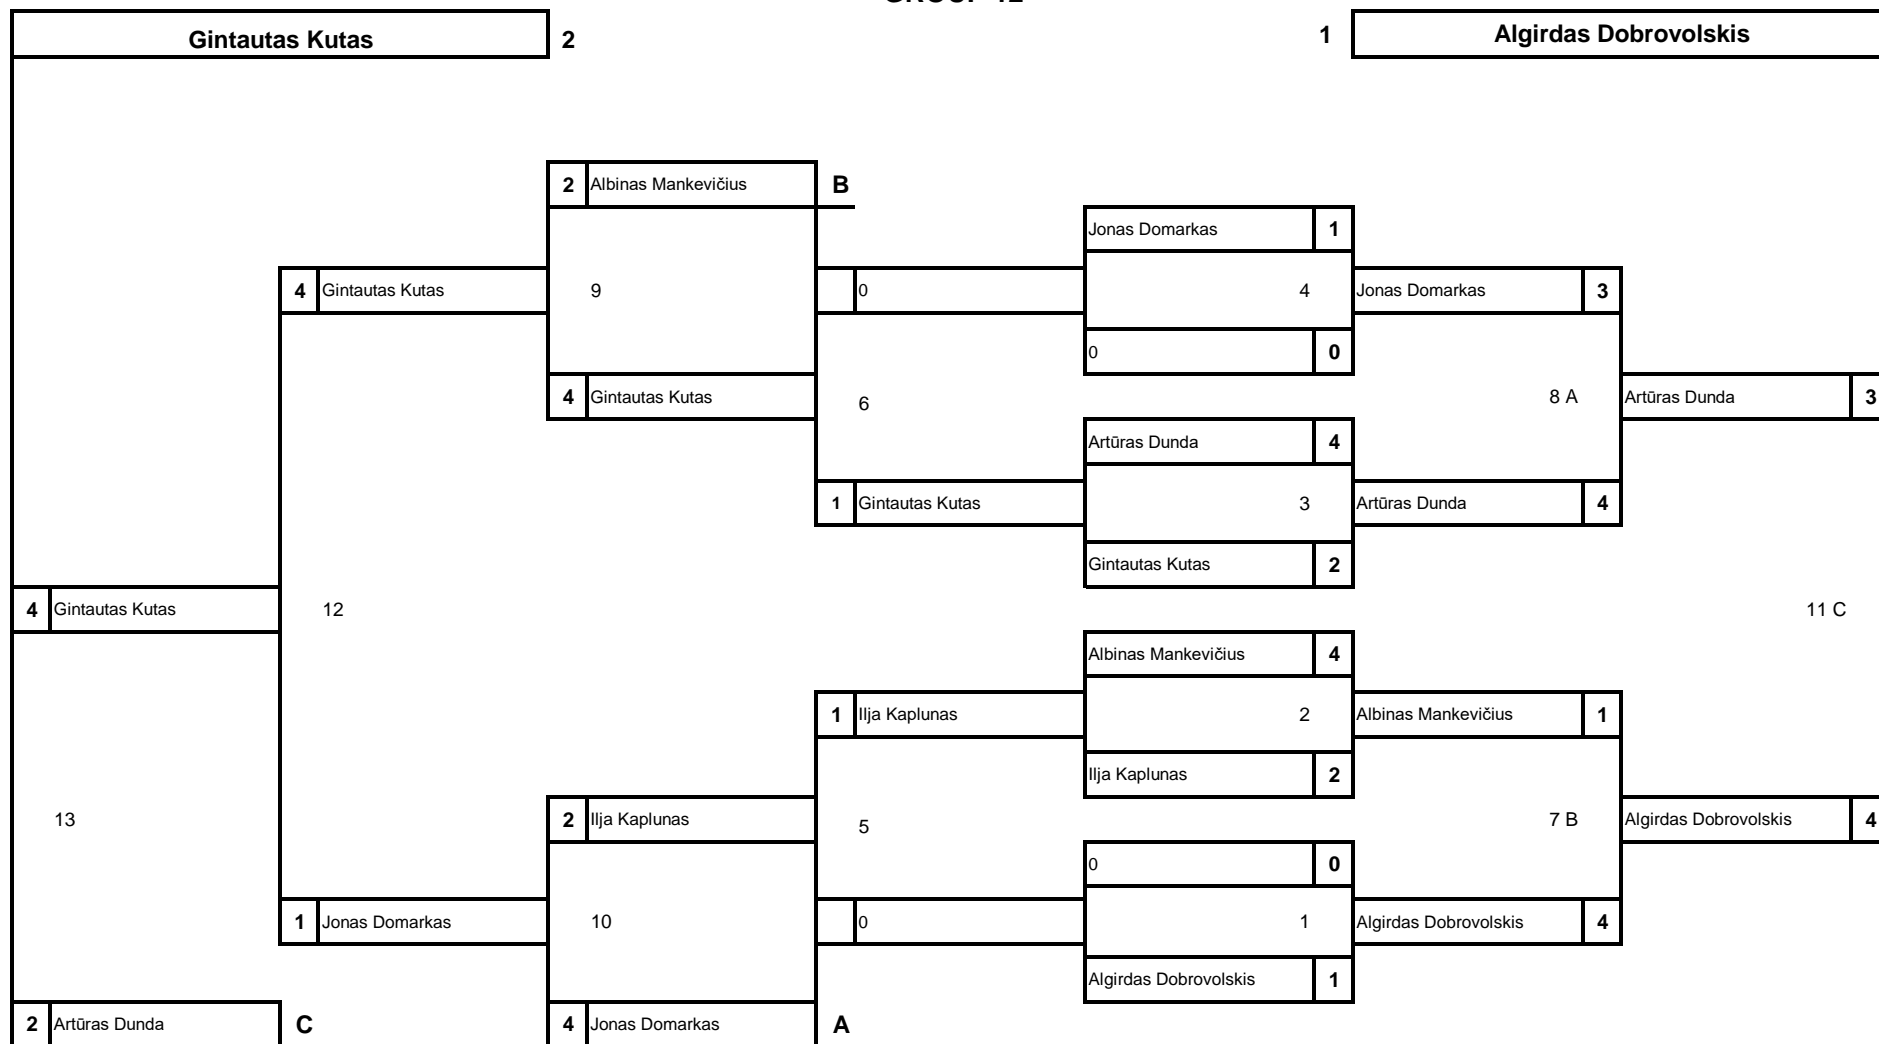 Gintautas Kutas 2 1 Algirdas Dobrovolskis
2 Albinas Mankevičius B
Jonas Domarkas 1
4 Gintautas Kutas 9 0 4 Jonas Domarkas 3
0 0
4 Gintautas Kutas 6 8 A Artūras Dunda 3
Artūras Dunda 4
1 Gintautas Kutas 3 Artūras Dunda 4
Gintautas Kutas 2
4 Gintautas Kutas 12 11 C
Albinas Mankevičius 4
1 Ilja Kaplunas 2 Albinas Mankevičius 1
Ilja Kaplunas 2
13 2 Ilja Kaplunas 5 7 B Algirdas Dobrovolskis 4
0 0
1 Jonas Domarkas 10 0 1 Algirdas Dobrovolskis 4
Algirdas Dobrovolskis 1
2 Artūras Dunda C 4 Jonas Domarkas A